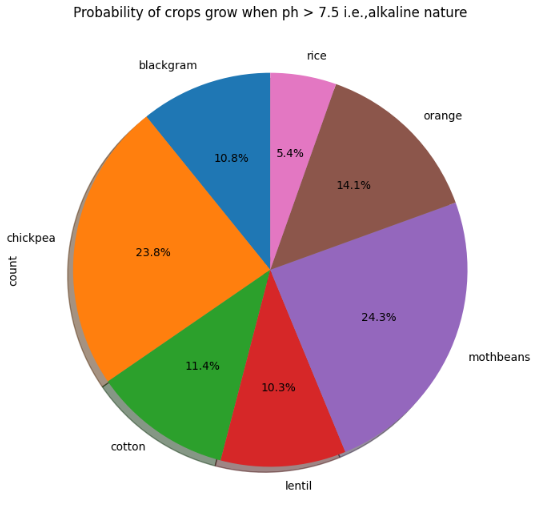 Probability of crops grow when ph > 7.5 i.e.,alkaline nature
rice
blackgram
orange
5.4%
10.8%
14.1%
chickpea
23.8%
count
24.3%
mothbeans
11.4%
10.3%
cotton
lentil